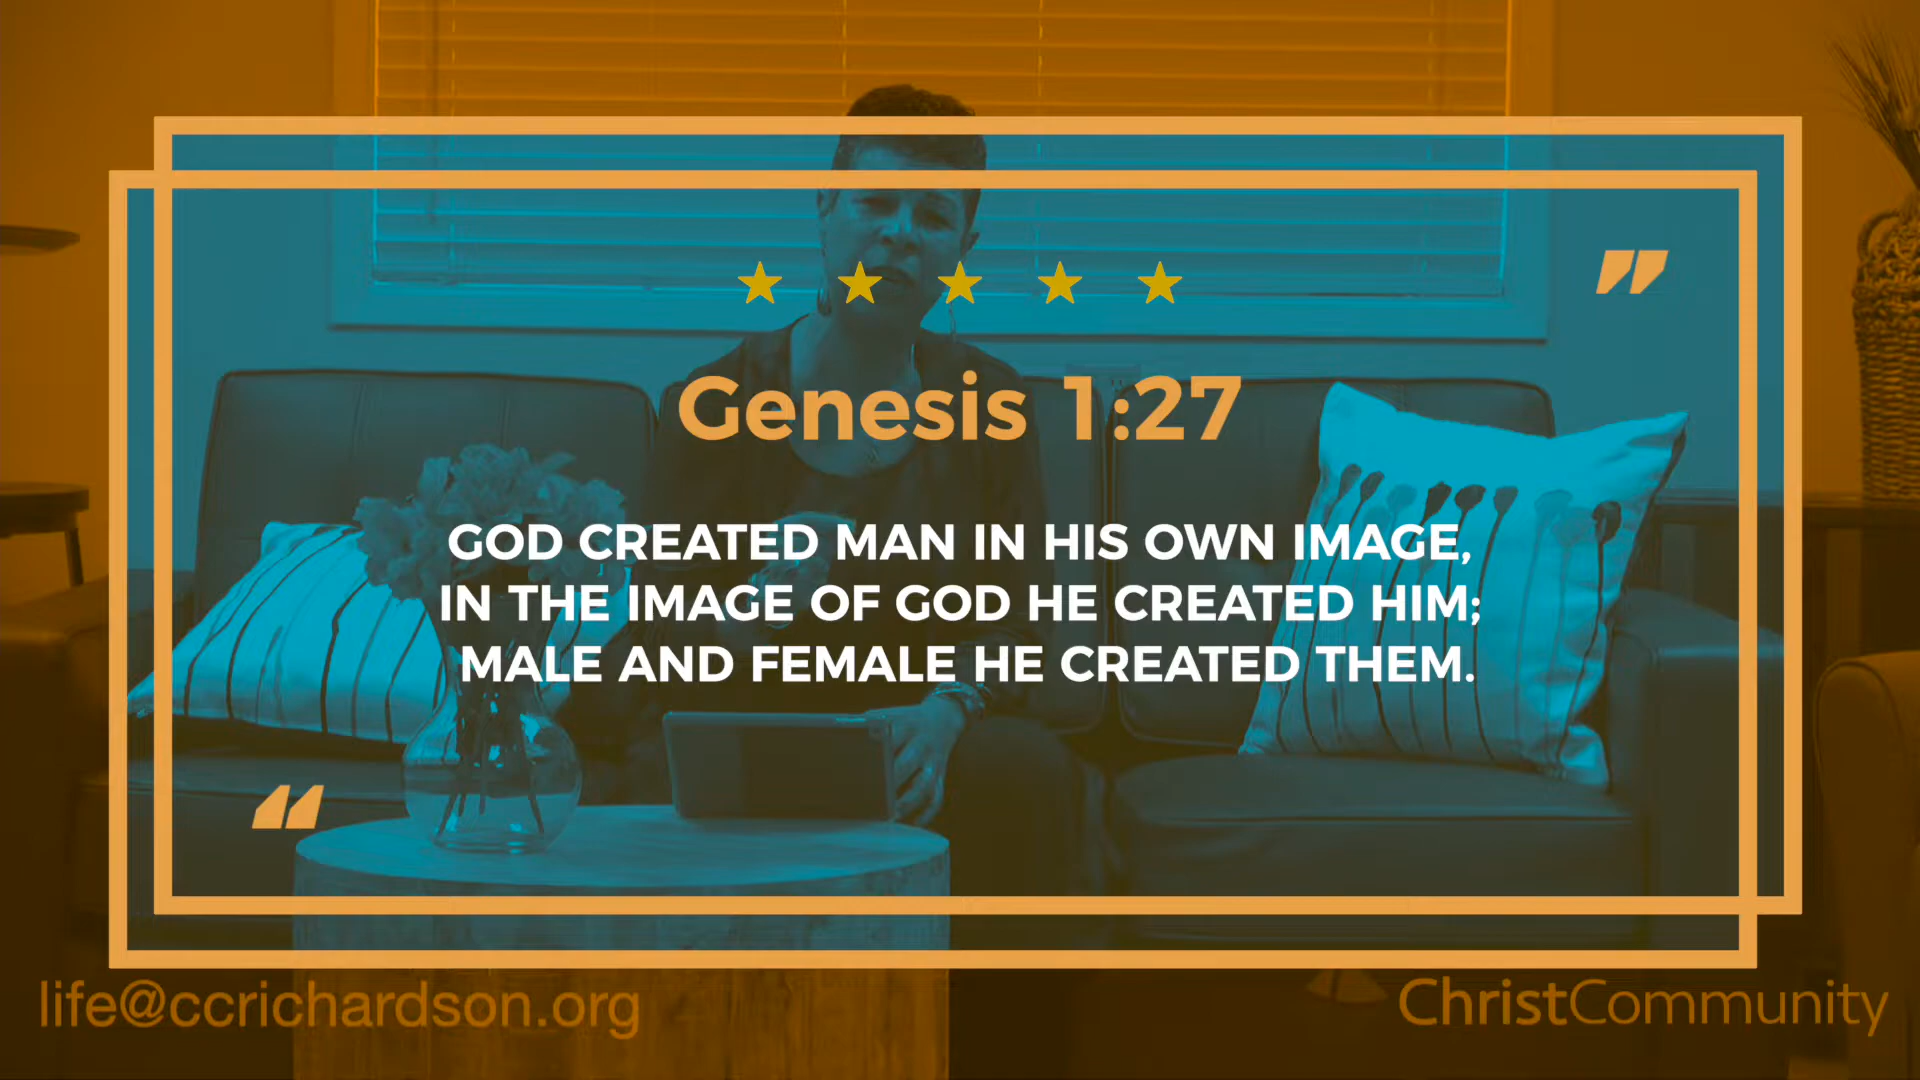 ”
Genesis 1:27
GOD CREATED MAN IN HIS OWN IMAGE,
IN THE IMAGE OF GOD HE CREATED HIM;
MALE AND FEMALE HE CREATED THEM.
“
life@ccrichardson.org
ChristCommunity